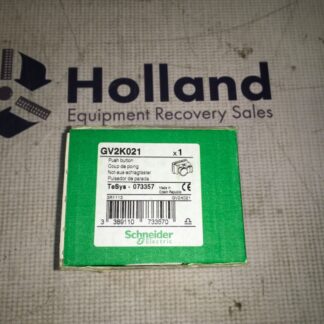 Holland
Equipment Recovery Sales
GV2K021 x1
Push button
Coup de poing
Not-aus schlagtaster
Pulsador de parada
TeSys - 073357
Made in
Czech Republic
CE
GV2K021
3 389110 733570
Schneider
Electric